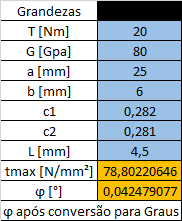 Grandezas
T [Nm] 20
G [Gpa] 80
a [mm] 25
b [mm] 6
c1 0,282
c2 0,281
L [mm] 4,5
tmax [N/mm²] 78,80220646
φ [°] 0,042479077
φ após conversão para Graus